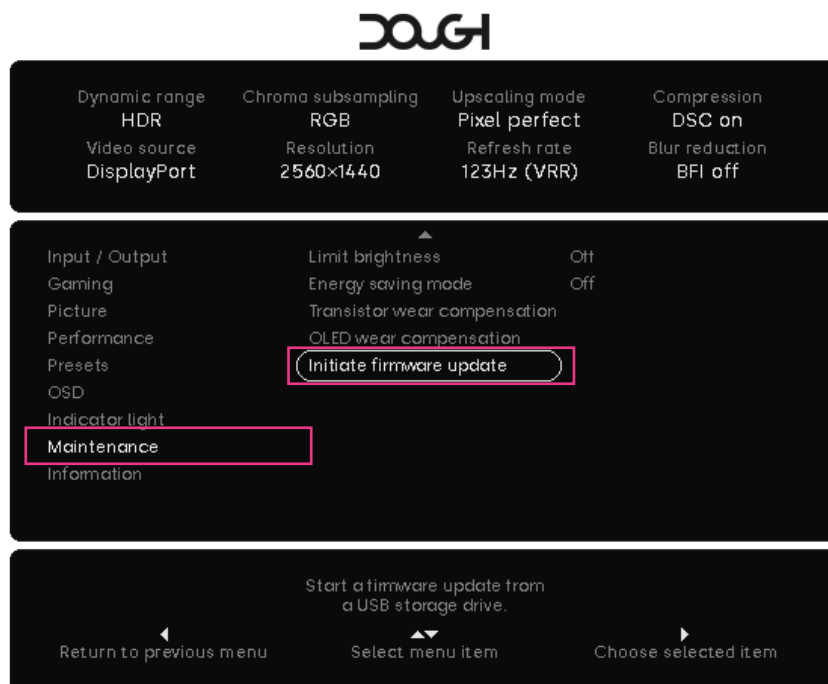 DOUGH
Dynamic range Chroma subsampling Upscaling mode Compression
HDR RGB Pixel perfect DSC on
Video source Resolution Refresh rate Blur reduction
DisplayPort 2560×1440 123Hz (VRR) BFI off
Input / Output Limit brightness Off
Gaming Energy saving mode Off
Picture Transistor wear compensation
Performance OLED wear compensation
Presets Initiate firmware update
OSD
Indicator light
Maintenance
Information
Start a firmware update from
a USB storage drive.
Return to previous menu Select menu item Choose selected item